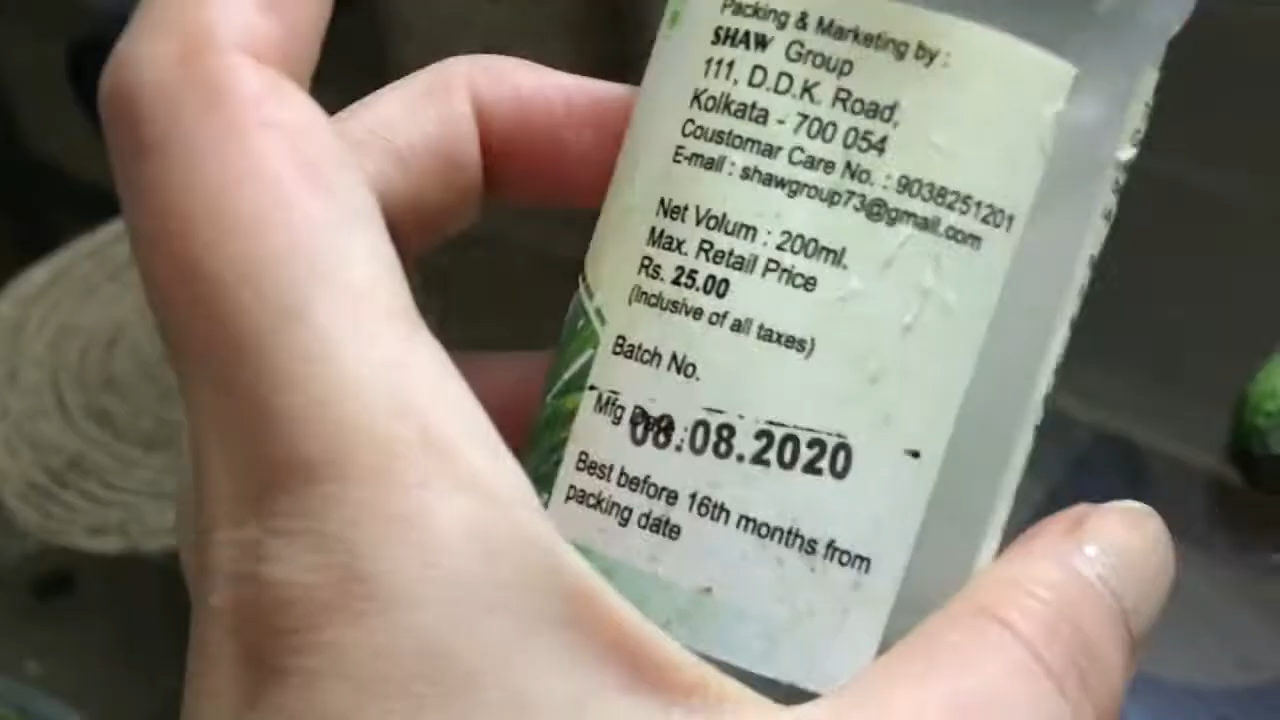 Packing & Marketing by :
SHAW Group
111, D.D.K. Road,
Kolkata - 700 054
Coustomar Care No. : 9038251201
E-mail : shawgroup73@gmail.com
Net Volum : 200ml.
Max. Retail Price
Rs. 25.00
(Inclusive of all taxes)
Batch No.
Mfg Date : 08.08.2020
Best before 16th months from
packing date